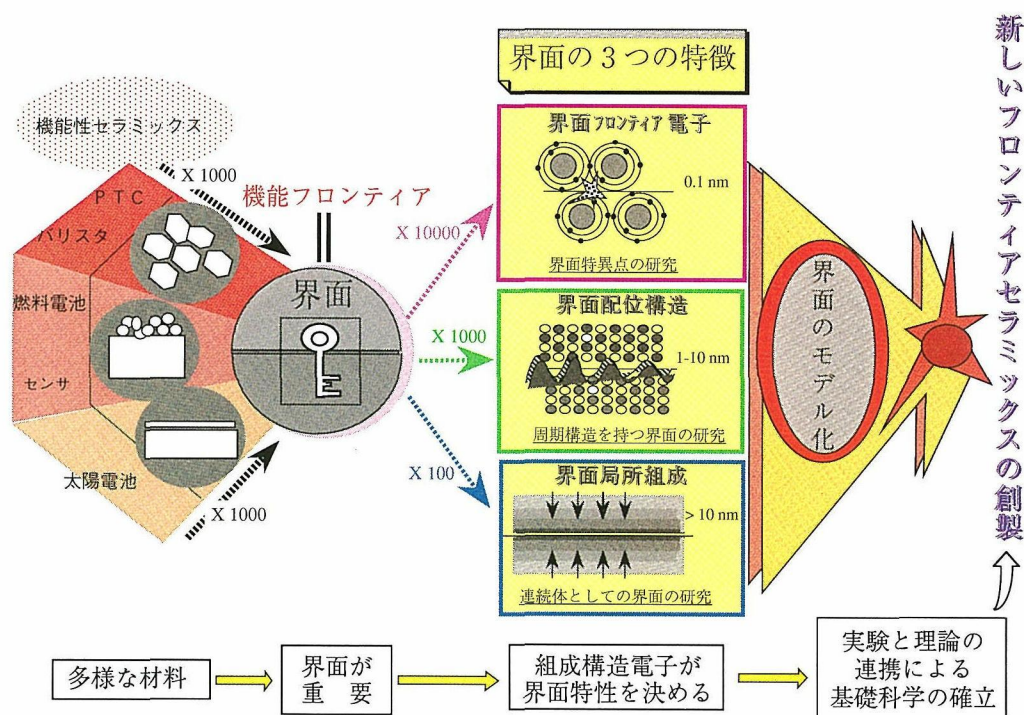 機能性セラミックス
PTC
バリスタ
燃料電池
センサ
太陽電池
X 1000
X 1000
機能フロンティア
界面
X 10000
X 1000
X 100
界面の3つの特徴
界面フロンティア電子
0.1 nm
界面特異点の研究
界面配位構造
1-10 nm
周期構造を持つ界面の研究
界面局所組成
> 10 nm
連続体としての界面の研究
界面のモデル化
新しいフロンティアセラミックスの創製
多様な材料
界面が
重 要
組成構造電子が
界面特性を決める
実験と理論の
連携による
基礎科学の確立